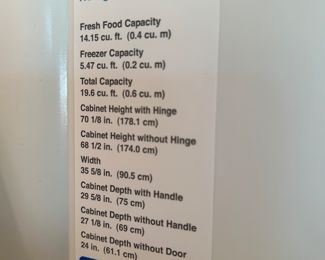 Fresh Food Capacity
14.15 cu. ft. (0.4 cu. m)
Freezer Capacity
5.47 cu. ft. (0.2 cu. m)
Total Capacity
19.6 cu. ft. (0.6 cu. m)
Cabinet Height with Hinge
70 1/8 in. (178.1 cm)
Cabinet Height without Hinge
68 1/2 in. (174.0 cm)
Width
35 5/8 in. (90.5 cm)
Cabinet Depth with Handle
29 5/8 in. (75 cm)
Cabinet Depth without Handle
27 1/8 in. (69 cm)
Cabinet Depth without Door
24 in. (61.1 cm)